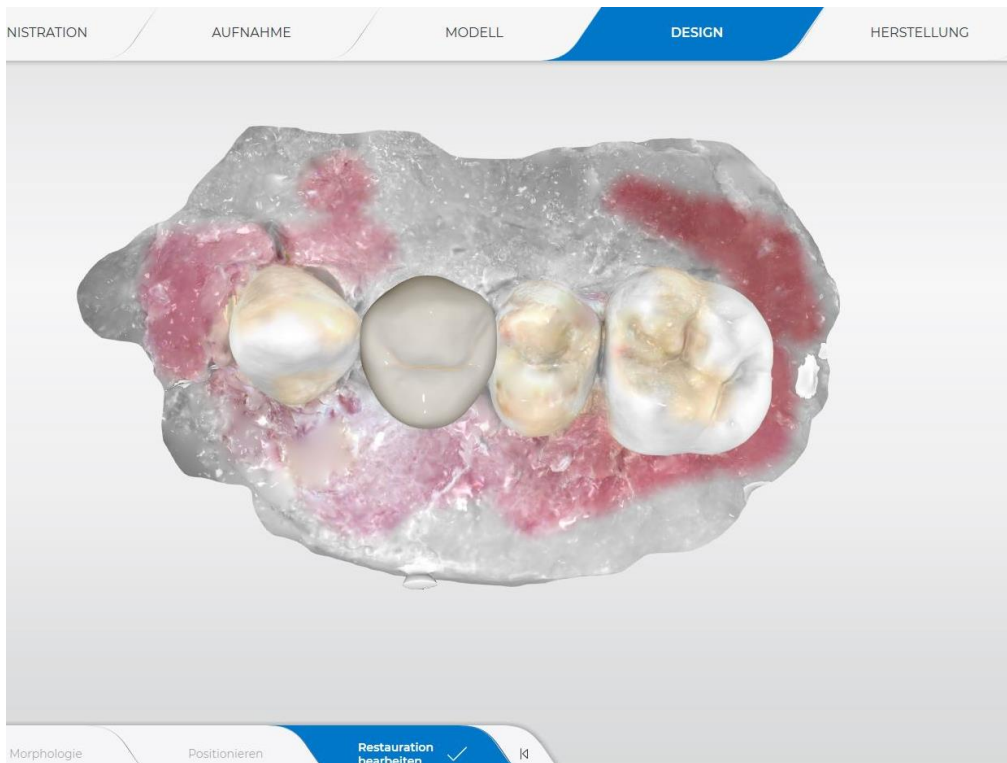 NISTRATION
AUFNAHME
MODELL
DESIGN
HERSTELLUNG
Morphologie
Positionieren
Restauration
bearbeiten